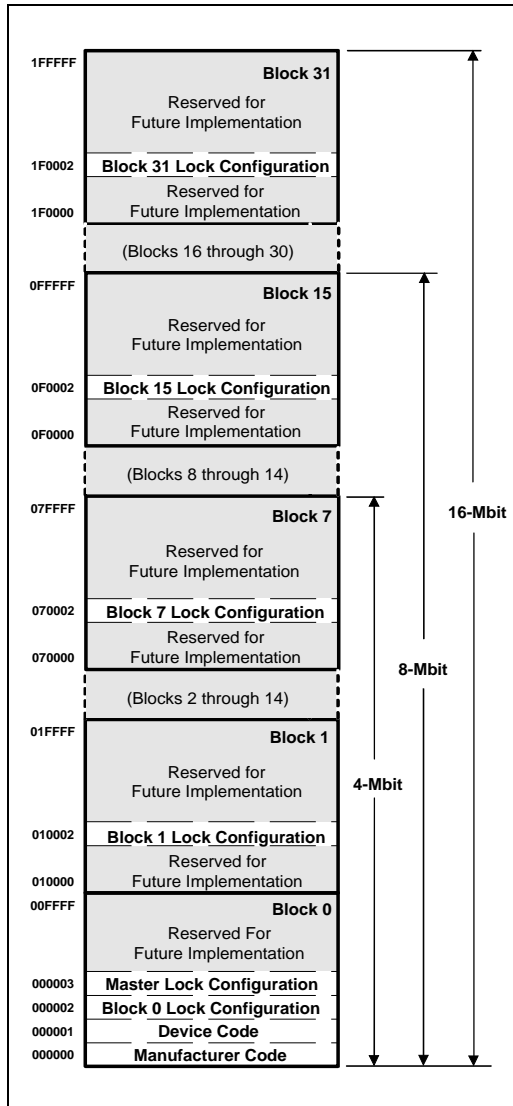 1FFFFF
Block 31
Reserved for
Future Implementation
1F0002
Block 31 Lock Configuration
Reserved for
1F0000
Future Implementation
(Blocks 16 through 30)
0FFFFF
Block 15
Reserved for
Future Implementation
0F0002
Block 15 Lock Configuration
Reserved for
0F0000
Future Implementation
(Blocks 8 through 14)
07FFFF
Block 7
16-Mbit
Reserved for
Future Implementation
070002
Block 7 Lock Configuration
Reserved for
070000
Future Implementation
8-Mbit
(Blocks 2 through 14)
01FFFF
Block 1
Reserved for
Future Implementation
4-Mbit
010002
Block 1 Lock Configuration
Reserved for
010000
Future Implementation
00FFFF
Block 0
Reserved For
Future Implementation
000003
Master Lock Configuration
000002
Block 0 Lock Configuration
000001
Device Code
000000
Manufacturer Code